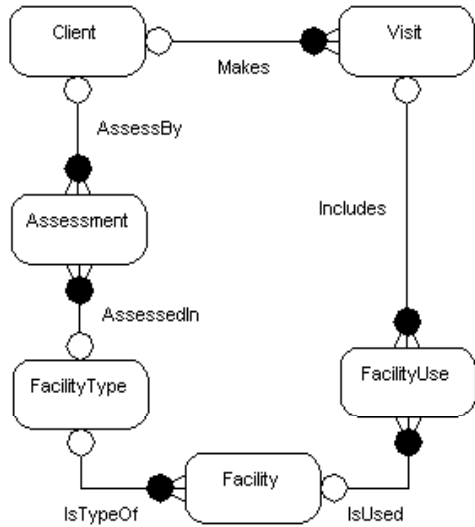 Client
Visit
Makes
AssessBy
Assessment
Includes
AssessedIn
FacilityType
FacilityUse
Facility
IsTypeOf
IsUsed